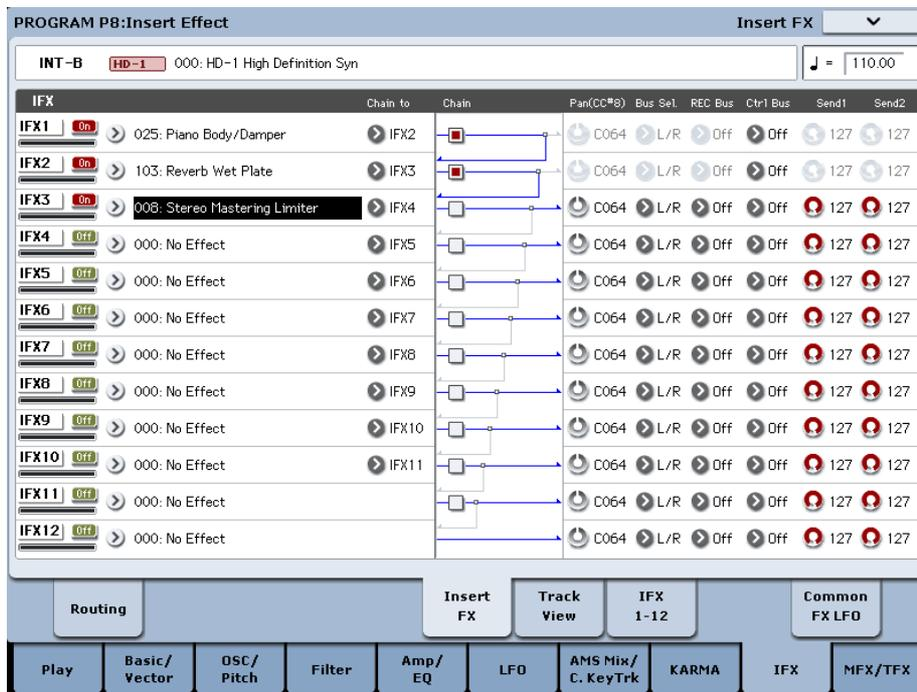 PROGRAM P8:Insert Effect Insert FX
INT-B HD-1 000: HD-1 High Definition Syn ♩ = 110.00
IFX Chain to Chain Pan(CC#8) Bus Sel. REC Bus Ctrl Bus Send1 Send2
IFX1 On 025: Piano Body/Damper IFX2 C064 L/R Off Off 127 127
IFX2 On 103: Reverb Wet Plate IFX3 C064 L/R Off Off 127 127
IFX3 On 008: Stereo Mastering Limiter IFX4 C064 L/R Off Off 127 127
IFX4 Off 000: No Effect IFX5 C064 L/R Off Off 127 127
IFX5 Off 000: No Effect IFX6 C064 L/R Off Off 127 127
IFX6 Off 000: No Effect IFX7 C064 L/R Off Off 127 127
IFX7 Off 000: No Effect IFX8 C064 L/R Off Off 127 127
IFX8 Off 000: No Effect IFX9 C064 L/R Off Off 127 127
IFX9 Off 000: No Effect IFX10 C064 L/R Off Off 127 127
IFX10 Off 000: No Effect IFX11 C064 L/R Off Off 127 127
IFX11 Off 000: No Effect C064 L/R Off Off 127 127
IFX12 Off 000: No Effect C064 L/R Off Off 127 127
Routing Insert FX Track View IFX 1-12 Common FX LFO
Play Basic/Vector OSC/Pitch Filter Amp/EQ LFO AMS Mix/C. KeyTrk KARMA IFX MFX/TFX